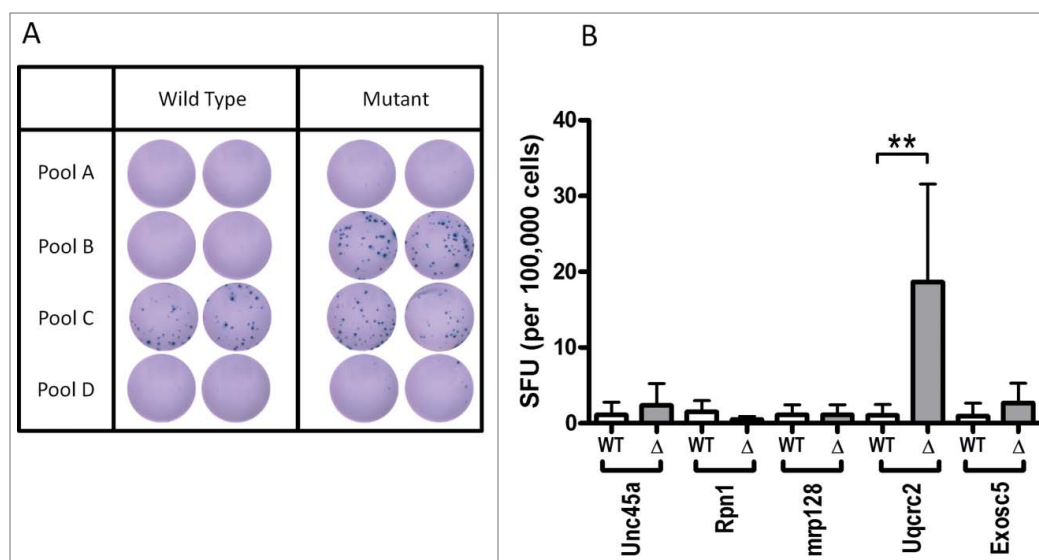 A
Wild Type Mutant
Pool A
Pool B
Pool C
Pool D
B
SFU (per 100,000 cells)
40
30
20
10
0
**
WT Δ WT Δ WT Δ WT Δ WT Δ
Unc45a Rpn1 mrp128 Uqcrc2 Exosc5